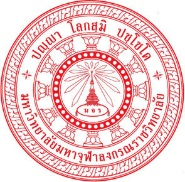 ปญฺญา โลกสฺมิ ปชฺโชโต
มจร
มหาวิทยาลัยมหาจุฬาลงกรณราชวิทยาลัย